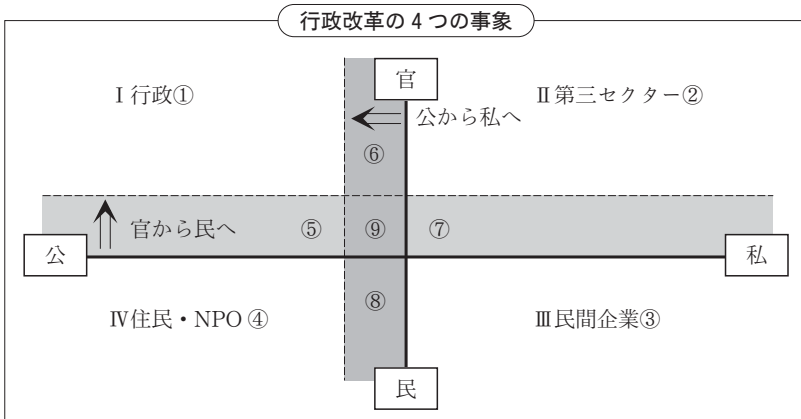 行政改革の4つの事象
官
Ⅰ行政①
Ⅱ第三セクター②
公から私へ
⑥
官から民へ
⑤
⑨
⑦
公
私
⑧
Ⅳ住民・NPO④
Ⅲ民間企業③
民